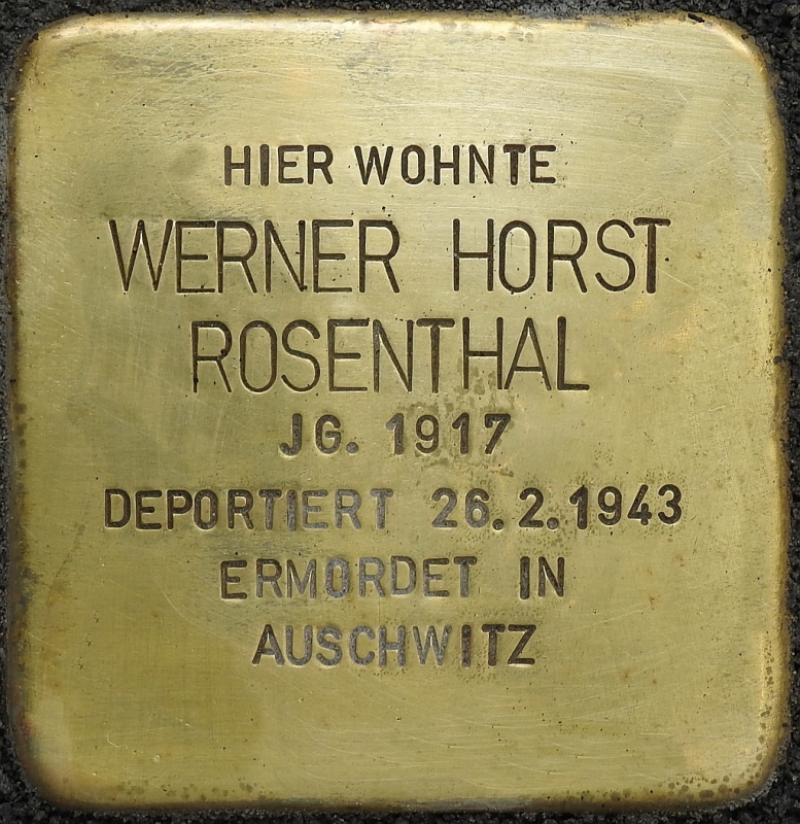 HIER WOHNTE
WERNER HORST
ROSENTHAL
JG. 1917
DEPORTIERT 26.2.1943
ERMORDET IN
AUSCHWITZ